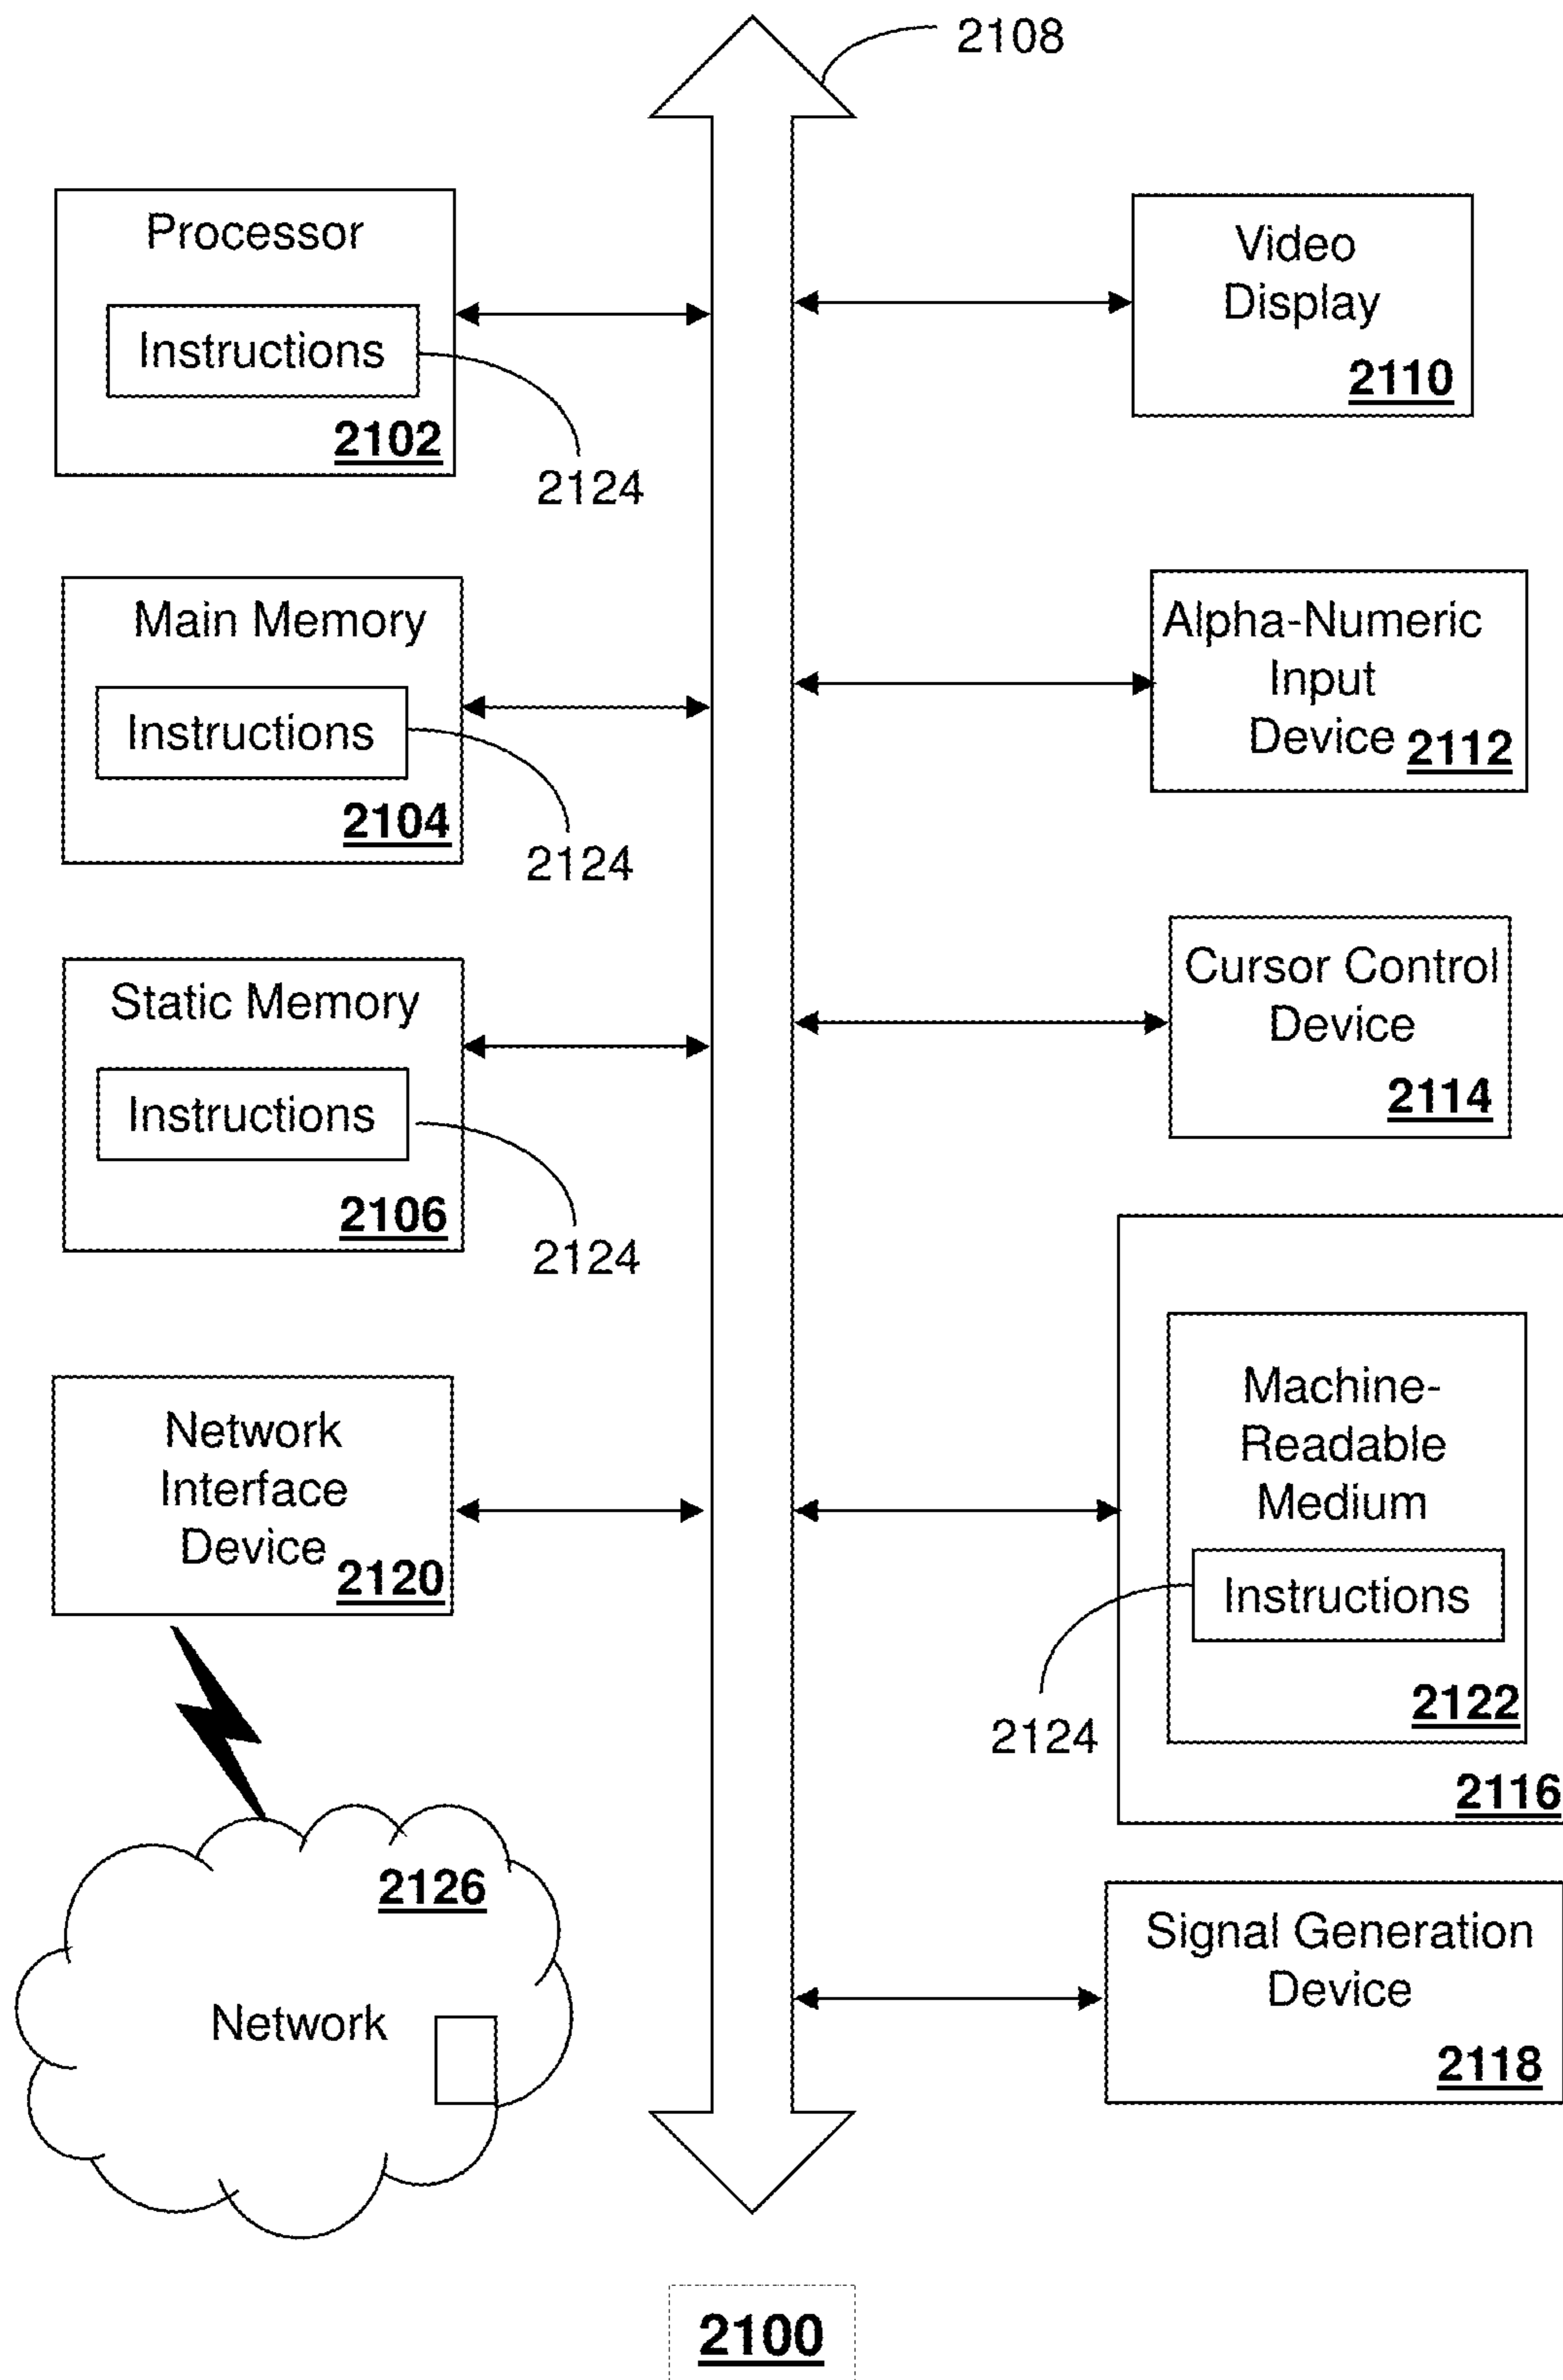 2108
Processor
Instructions
2102
2124
Main Memory
Instructions
2104
2124
Static Memory
Instructions
2106
2124
Network
Interface
Device 2120
2126
Network
Video
Display
2110
Alpha-Numeric
Input
Device 2112
Cursor Control
Device
2114
Machine-
Readable
Medium
Instructions
2122
2124
2116
Signal Generation
Device
2118
2100